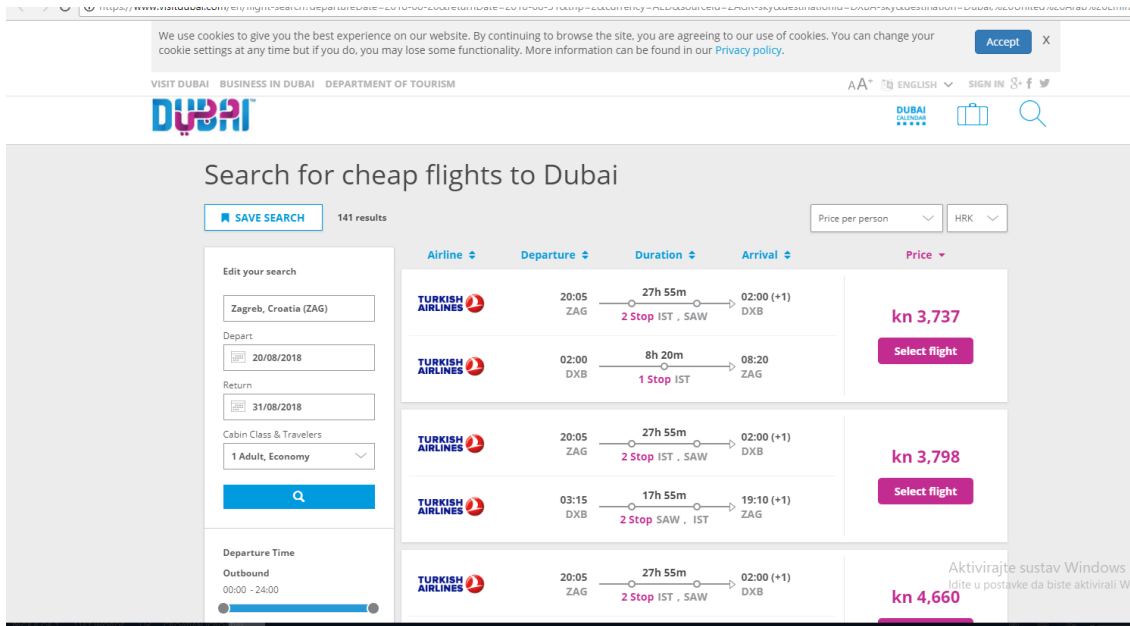 We use cookies to give you the best experience on our website. By continuing to browse the site, you are agreeing to our use of cookies. You can change your
cookie settings at any time but if you do, you may lose some functionality. More information can be found in our Privacy policy.
Accept X
VISIT DUBAI BUSINESS IN DUBAI DEPARTMENT OF TOURISM
AA+ ENGLISH SIGN IN
DUBAI
DUBAI
CALENDAR
Search for cheap flights to Dubai
SAVE SEARCH 141 results
Price per person HRK
Airline Departure Duration Arrival Price
Edit your search
Zagreb, Croatia (ZAG)
Depart
20/08/2018
Return
31/08/2018
Cabin Class & Travelers
1 Adult, Economy
Departure Time
Outbound
00:00 - 24:00
TURKISH AIRLINES 20:05 27h 55m 02:00 (+1)
ZAG 2 Stop IST , SAW DXB
kn 3,737
Select flight
TURKISH AIRLINES 02:00 8h 20m 08:20
DXB 1 Stop IST ZAG
TURKISH AIRLINES 20:05 27h 55m 02:00 (+1)
ZAG 2 Stop IST , SAW DXB
kn 3,798
Select flight
TURKISH AIRLINES 03:15 17h 55m 19:10 (+1)
DXB 2 Stop SAW , IST ZAG
TURKISH AIRLINES 20:05 27h 55m 02:00 (+1)
ZAG 2 Stop IST , SAW DXB
kn 4,660
Aktivirajte sustav Windows
Idite u postavke da biste aktivirali W